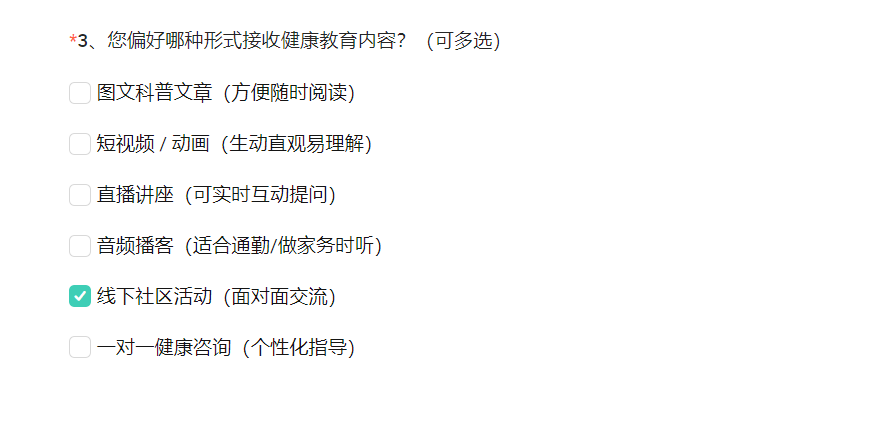 *3、您偏好哪种形式接收健康教育内容？（可多选）
图文科普文章（方便随时阅读）
短视频 / 动画（生动直观易理解）
直播讲座（可实时互动提问）
音频播客（适合通勤/做家务时听）
线下社区活动（面对面交流）
一对一健康咨询（个性化指导）